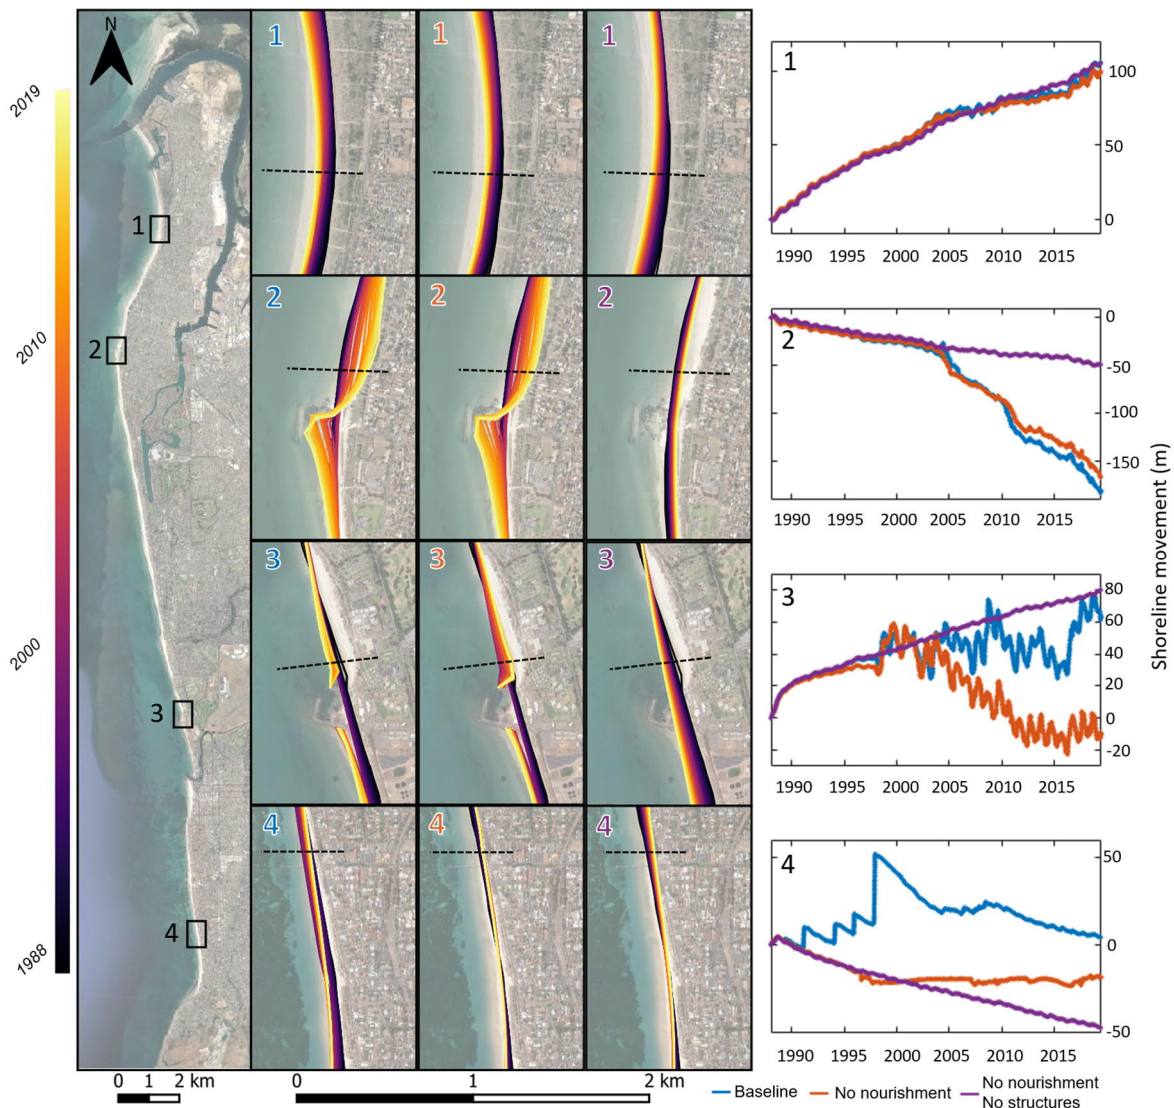 N
2019
2010
2000
1988
1
2
3
4
0 1 2 km
1 1 1
2 2 2
3 3 3
4 4 4
0 1 2 km
1
100
50
0
1990 1995 2000 2005 2010 2015
2
0
-50
-100
-150
1990 1995 2000 2005 2010 2015
3
80
60
40
20
0
-20
1990 1995 2000 2005 2010 2015
4
50
0
-50
1990 1995 2000 2005 2010 2015
Shoreline movement (m)
Baseline
No nourishment
No nourishment
No structures